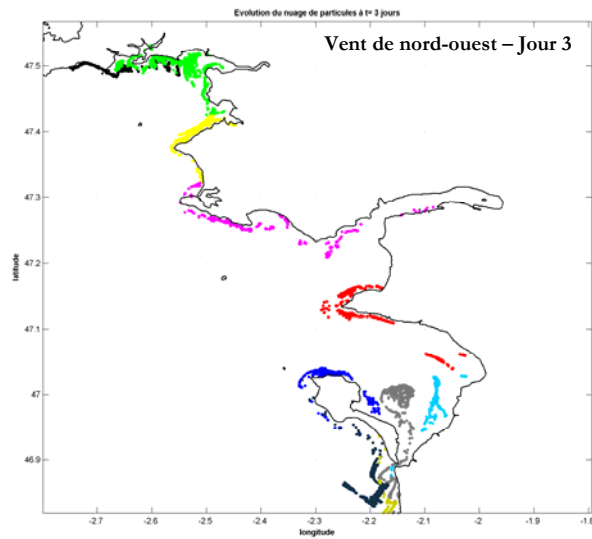 Evolution du nuage de particules à t= 3 jours
Vent de nord-ouest – Jour 3
47.5
47.4
47.3
47.2
47.1
47
46.9
latitude
-2.7 -2.6 -2.5 -2.4 -2.3 -2.2 -2.1 -2 -1.9 -1.8
longitude